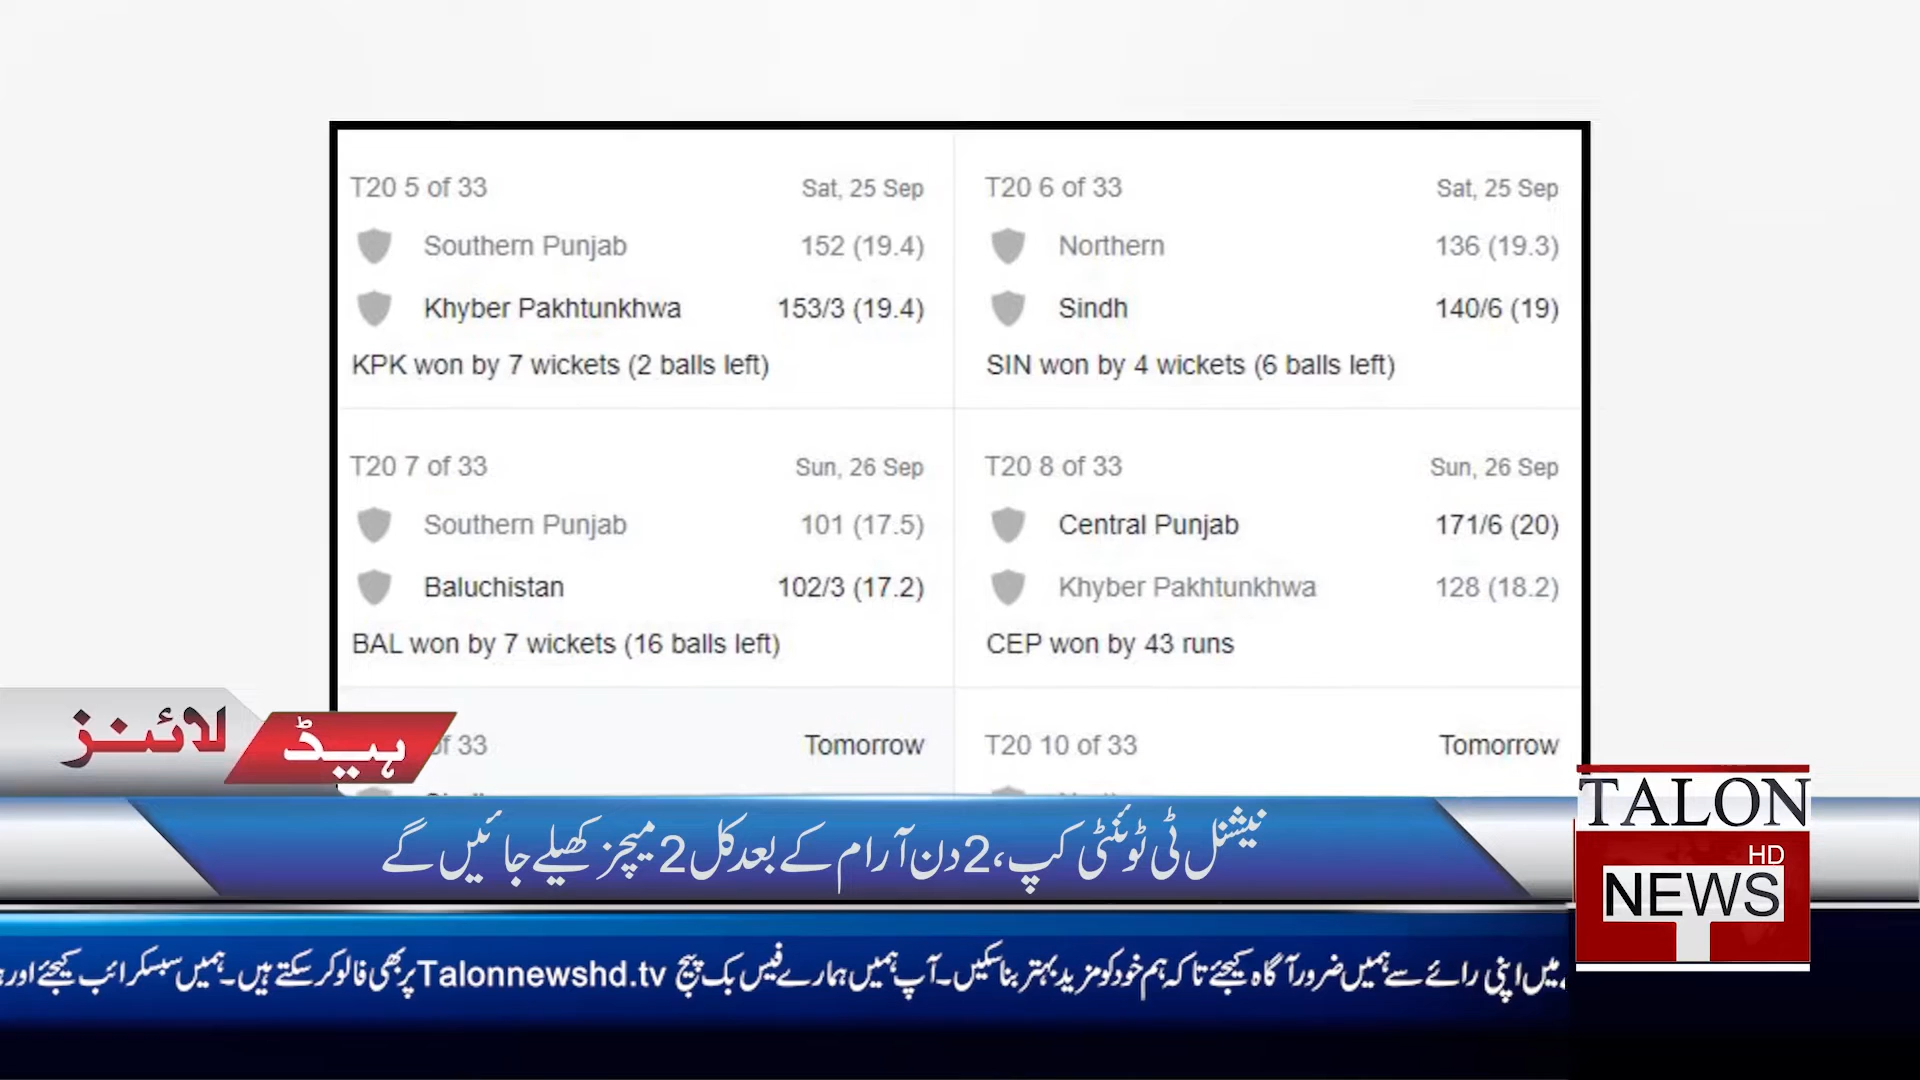 T20 5 of 33 Sat, 25 Sep
Southern Punjab 152 (19.4)
Khyber Pakhtunkhwa 153/3 (19.4)
KPK won by 7 wickets (2 balls left)
T20 6 of 33 Sat, 25 Sep
Northern 136 (19.3)
Sindh 140/6 (19)
SIN won by 4 wickets (6 balls left)
T20 7 of 33 Sun, 26 Sep
Southern Punjab 101 (17.5)
Baluchistan 102/3 (17.2)
BAL won by 7 wickets (16 balls left)
T20 8 of 33 Sun, 26 Sep
Central Punjab 171/6 (20)
Khyber Pakhtunkhwa 128 (18.2)
CEP won by 43 runs
of 33 Tomorrow
T20 10 of 33 Tomorrow
ہیڈ لائنز
نیشنل ٹی ٹوئنٹی کپ، 2 دن آرام کے بعد کل 2 میچز کھیلے جائیں گے
TALON
HD
NEWS
میں اپنی رائے سے ہمیں ضرور آگاہ کیجئے تاکہ ہم خود کو مزید بہتر بنا سکیں۔ آپ ہمیں ہمارے فیس بک پیج Talonnewshd.tv پر بھی فالو کر سکتے ہیں۔ ہمیں سبسکرائب کیجئے اور